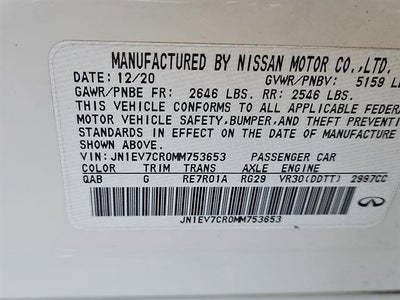 MANUFACTURED BY NISSAN MOTOR CO.,LTD.
DATE: 12/20 GVWR/PNBV: 5159 L
GAWR/PNBE FR: 2646 LBS. RR: 2546 LBS.
THIS VEHICLE CONFORMS TO ALL APPLICABLE FEDERA
MOTOR VEHICLE SAFETY, BUMPER, AND THEFT PREVENTI
STANDARDS IN EFFECT ON THE DATE OF MANUFACTURE
VIN: JN1EV7CR0MM753653 PASSENGER CAR
COLOR TRIM TRANS AXLE ENGINE
QAB G RE7R01A RG29 VR30(DDTT) 2997CC
JN1EV7CR0MM753653
INFINITI